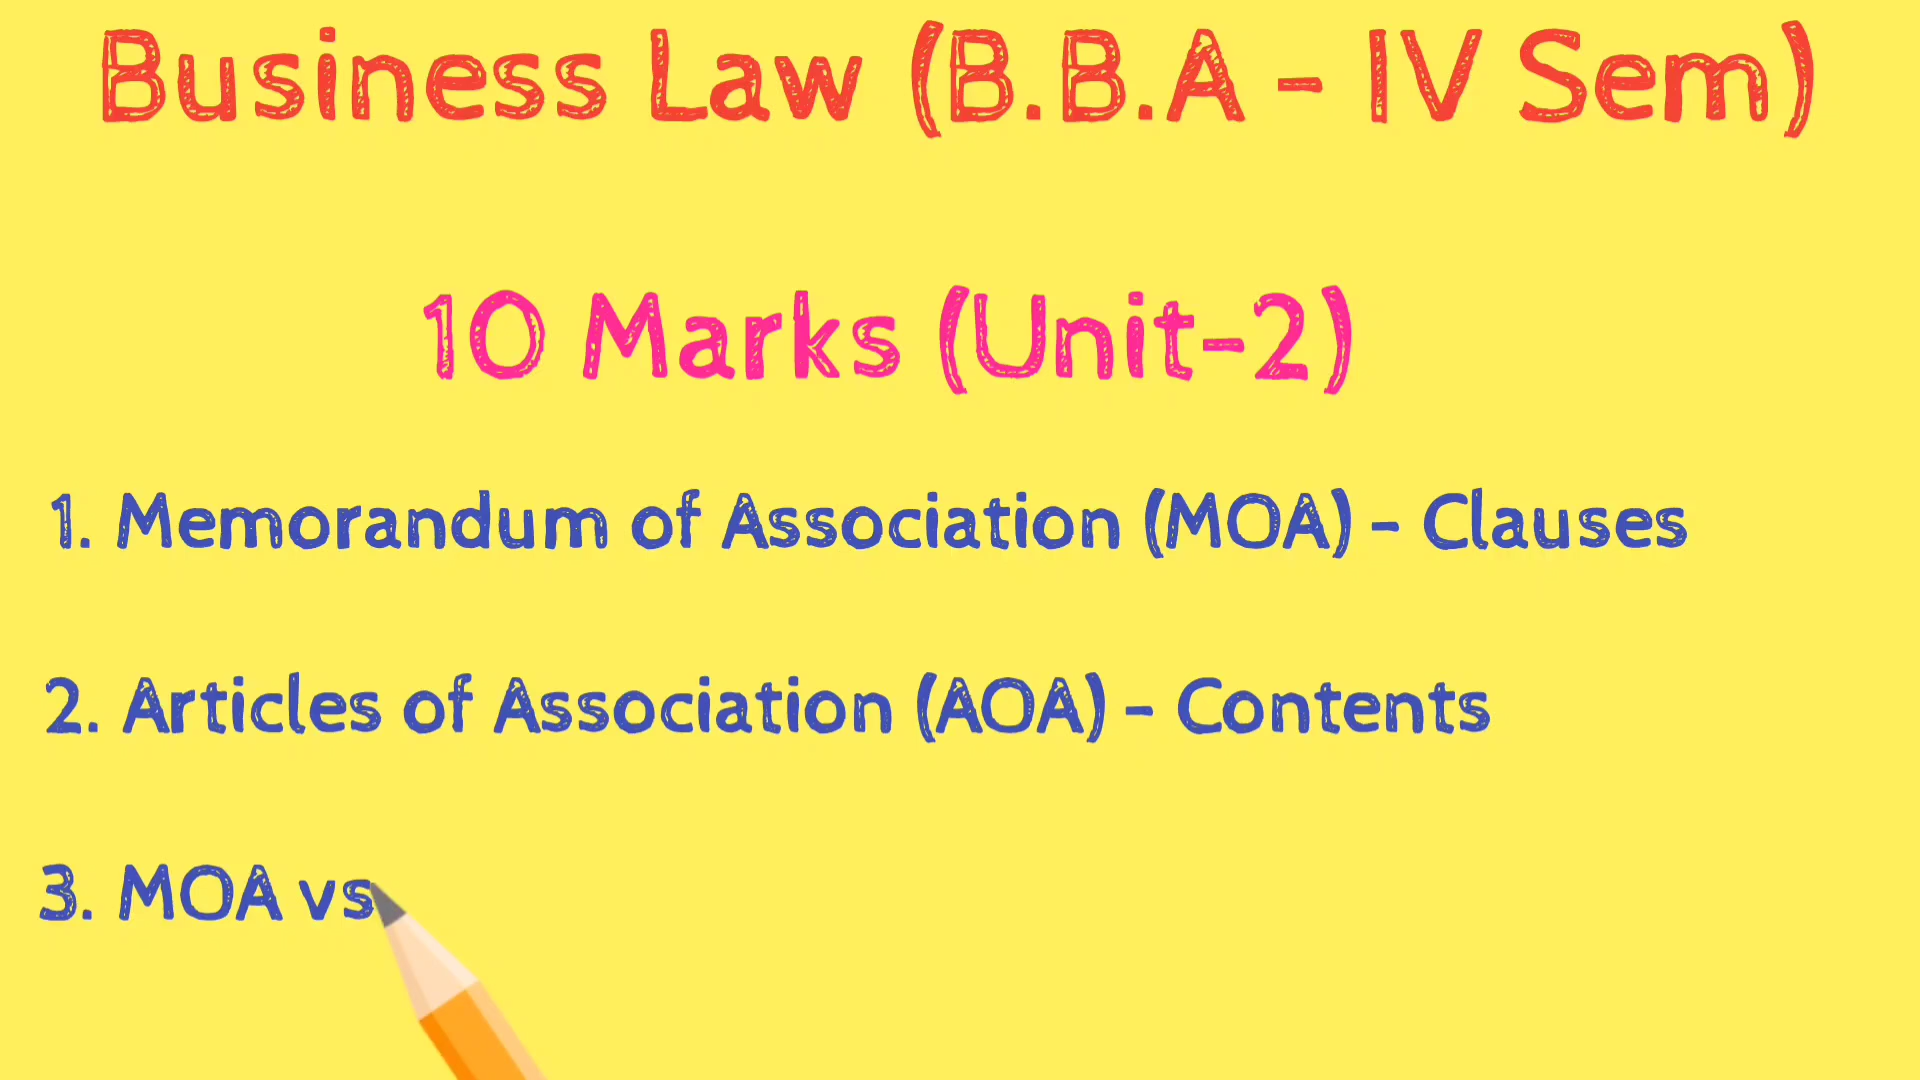 Business Law (B.B.A - IV Sem)
10 Marks (Unit-2)
1. Memorandum of Association (MOA) - Clauses
2. Articles of Association (AOA) - Contents
3. MOA vs